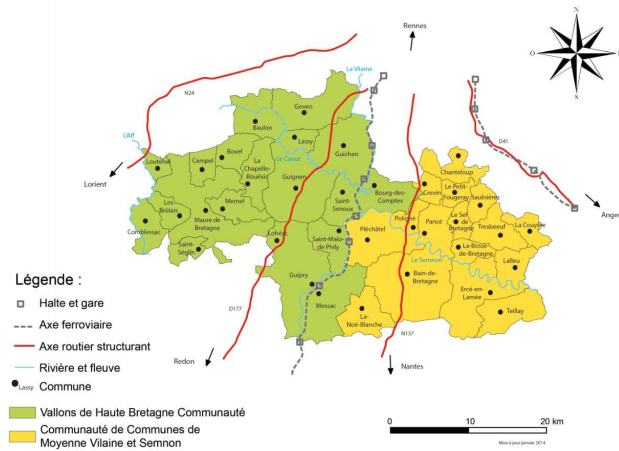 Rennes
N
O
E
S
La Vilaine
N24
Goven
Baulon
Lassy
L'Aff
D41
Le Canut
Guichen
Loutehel
Campel
Bovel
La
Chapelle-
Bouëxic
Guignen
Chanteloup
Crevin
Le Petit-
Fougeray
Saulnières
Lorient
Bourg-des-
Comptes
Les
Brûlais
Mernel
Saint-
Senoux
Angers
Maure de
Bretagne
Comblessac
Poligné
Pancé
Le Sel
de
Bretagne
Tresboeuf
La Couyère
Saint-
Séglin
Lohéac
Saint-Malo-
de Phily
Pléchâtel
La-Bosse-
de-Bretagne
Le Semnon
Lalleu
Guipry
Bain-de-
Bretagne
Ercé-en-
Lamée
Messac
La-
Noë-Blanche
Teillay
D177
N137
Redon
Nantes
Légende :
Halte et gare
Axe ferroviaire
Axe routier structurant
Rivière et fleuve
Lassy Commune
Vallons de Haute Bretagne Communauté
Communauté de Communes de
Moyenne Vilaine et Semnon
0 10 20 km
Mise à jour janvier 2014